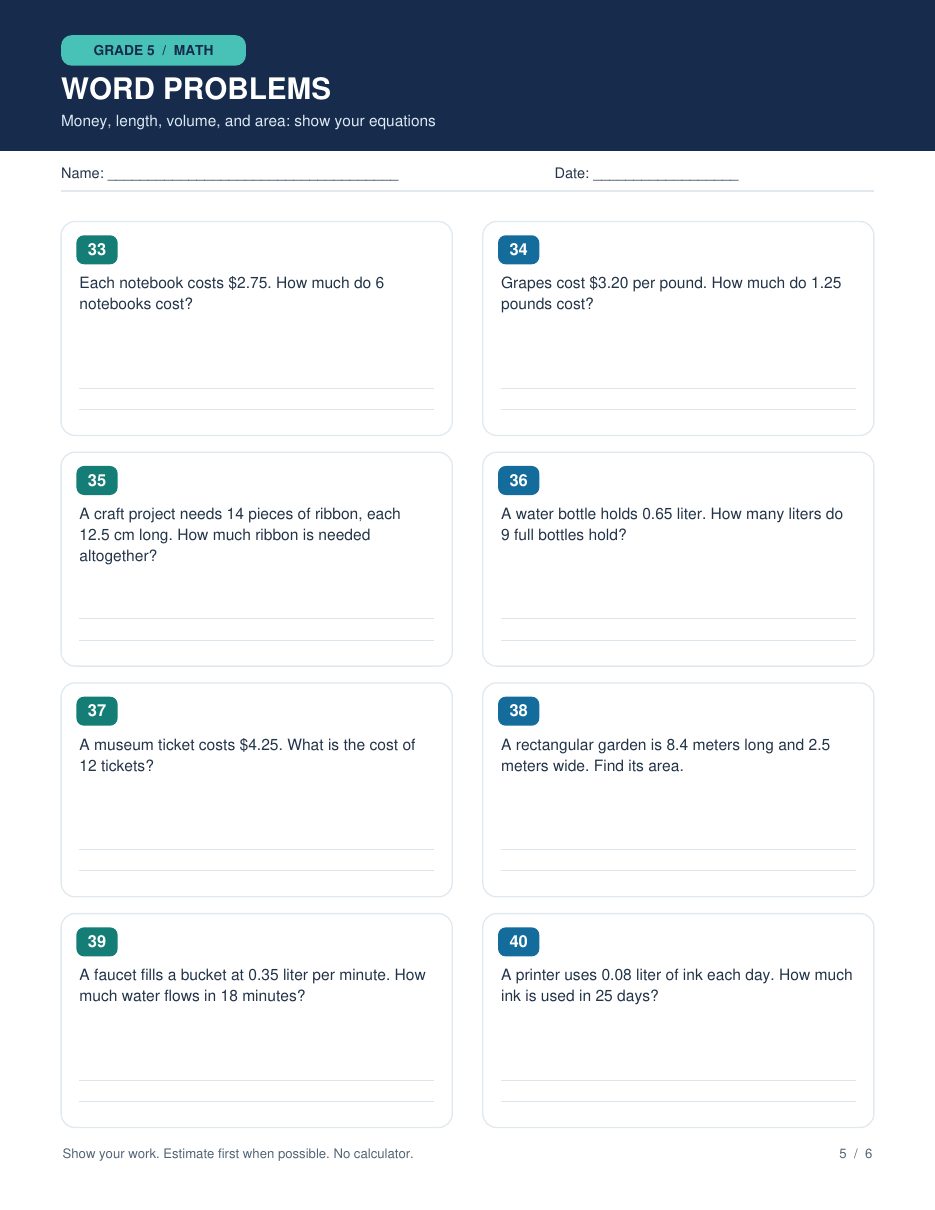 GRADE 5 / MATH
WORD PROBLEMS
Money, length, volume, and area: show your equations
Name: ____________________________________ Date: __________________
33
Each notebook costs $2.75. How much do 6
notebooks cost?
34
Grapes cost $3.20 per pound. How much do 1.25
pounds cost?
35
A craft project needs 14 pieces of ribbon, each
12.5 cm long. How much ribbon is needed
altogether?
36
A water bottle holds 0.65 liter. How many liters do
9 full bottles hold?
37
A museum ticket costs $4.25. What is the cost of
12 tickets?
38
A rectangular garden is 8.4 meters long and 2.5
meters wide. Find its area.
39
A faucet fills a bucket at 0.35 liter per minute. How
much water flows in 18 minutes?
40
A printer uses 0.08 liter of ink each day. How much
ink is used in 25 days?
Show your work. Estimate first when possible. No calculator.
5 / 6